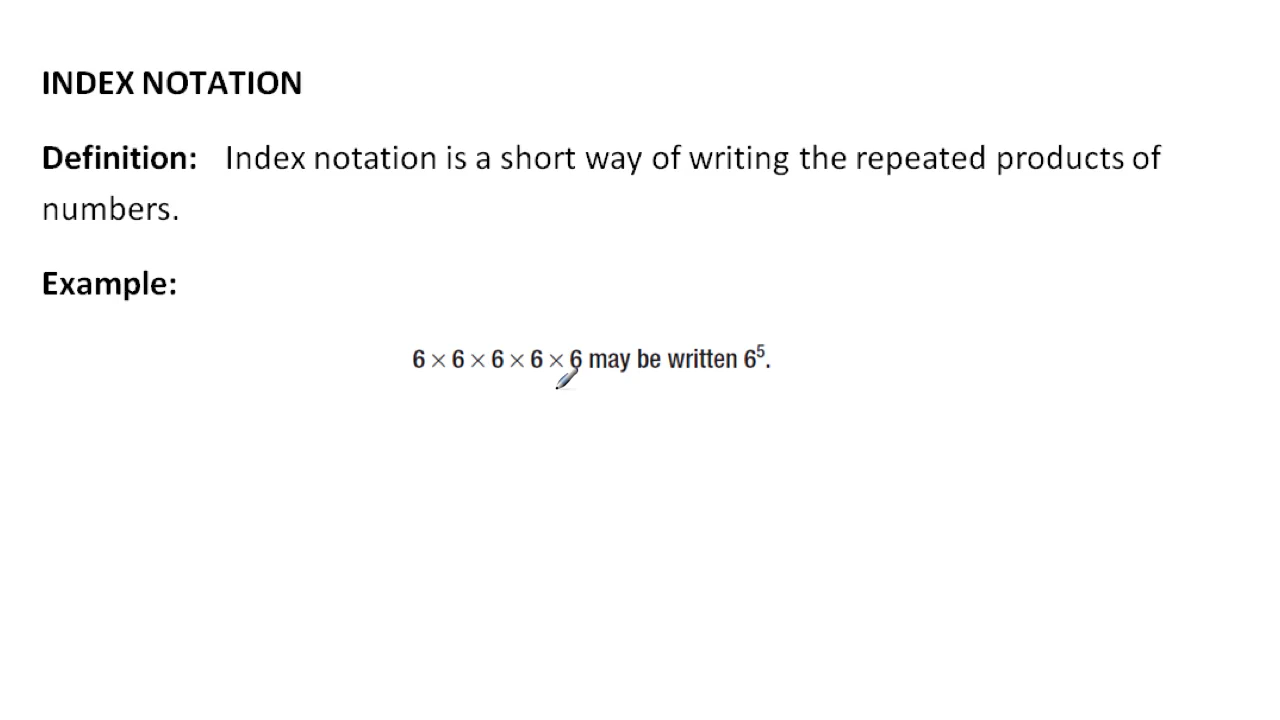 INDEX NOTATION
Definition: Index notation is a short way of writing the repeated products of
numbers.
Example:
6 × 6 × 6 × 6 × 6 may be written 6⁵.